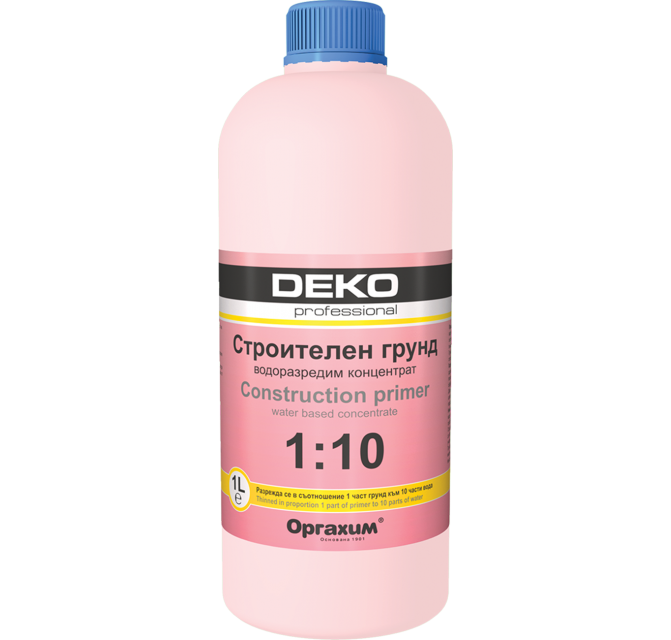 DEKO
professional
Строителен грунд
водоразредим концентрат
Construction primer
water based concentrate
1:10
1L
℮
Разрежда се в съотношение 1 част грунд към 10 части вода
Thinned in proportion 1 part of primer to 10 parts of water
Оргахим®
Основана 1901